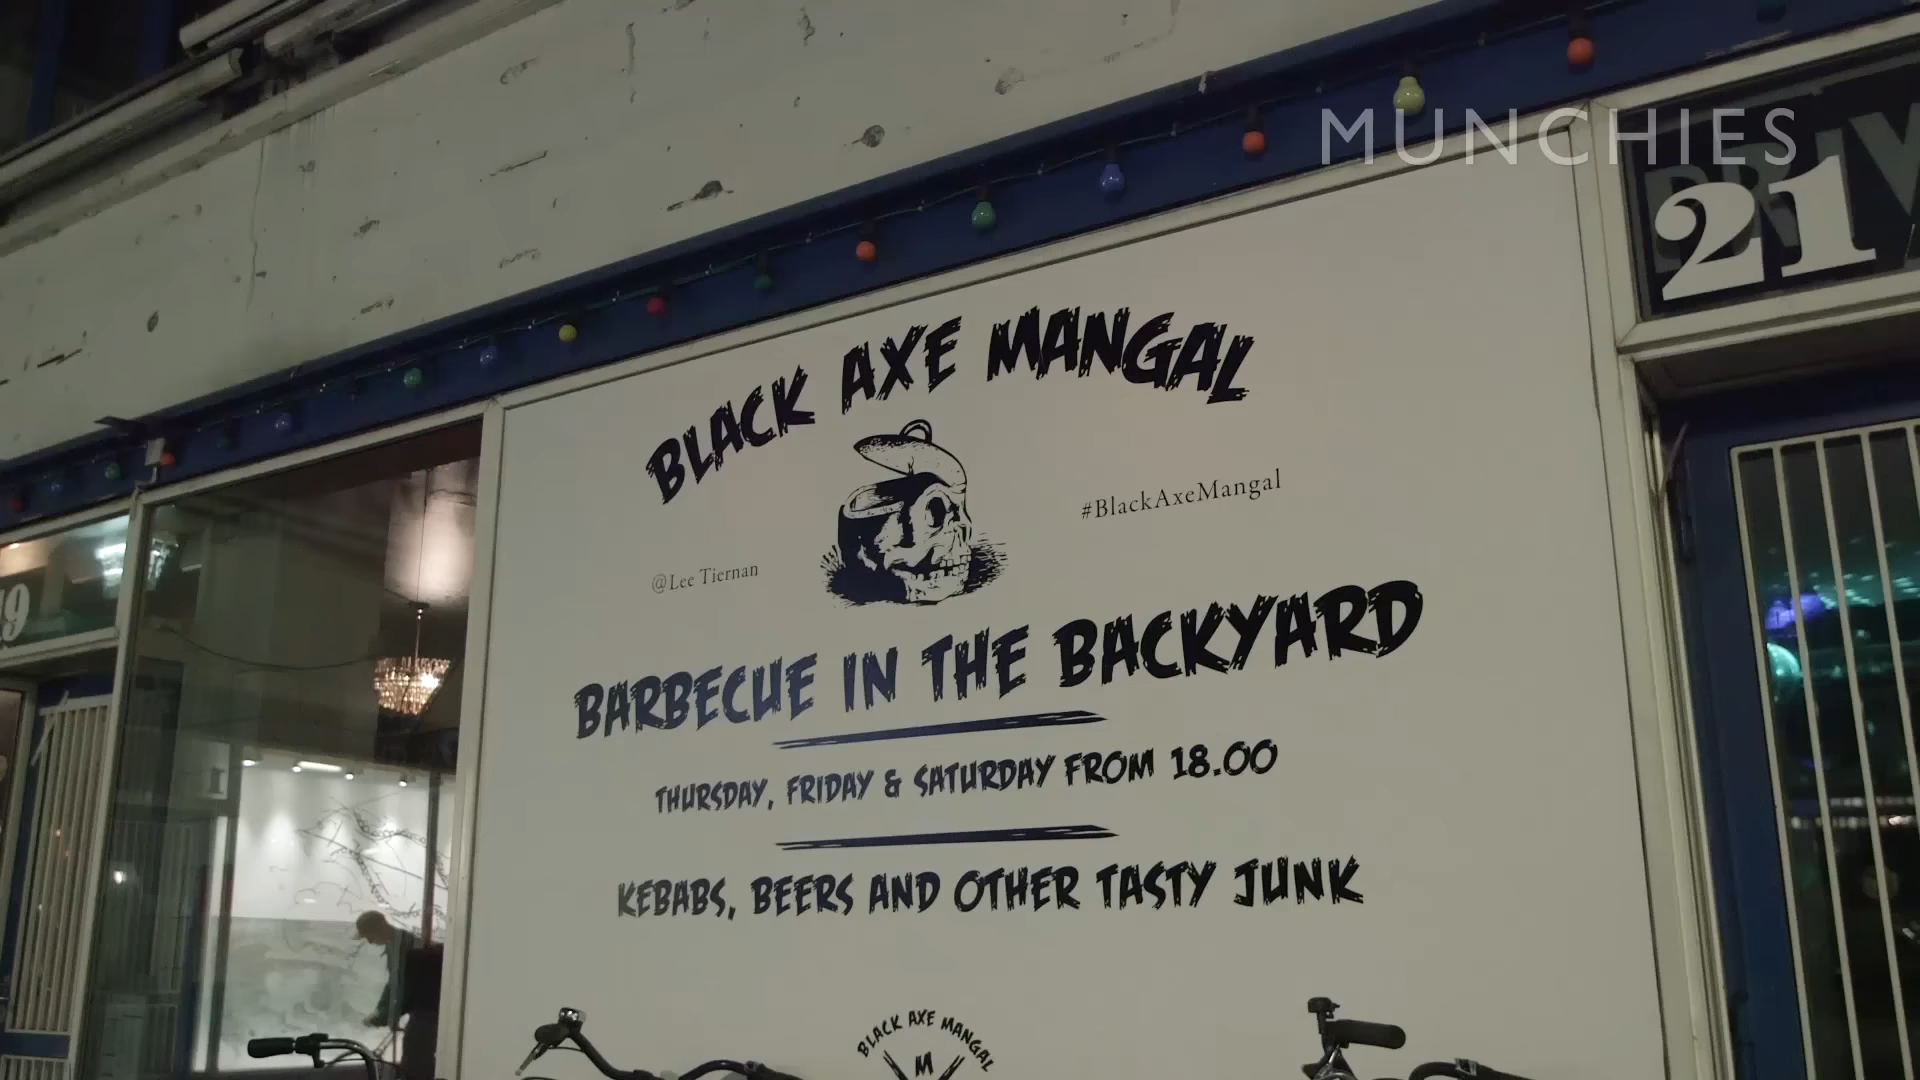 MUNCHIES
21
BLACK AXE MANGAL
#BlackAxeMangal
@Lee Tiernan
19
BARBECUE IN THE BACKYARD
THURSDAY, FRIDAY & SATURDAY FROM 18.00
KEBABS, BEERS AND OTHER TASTY JUNK
BLACK AXE MANGAL
M